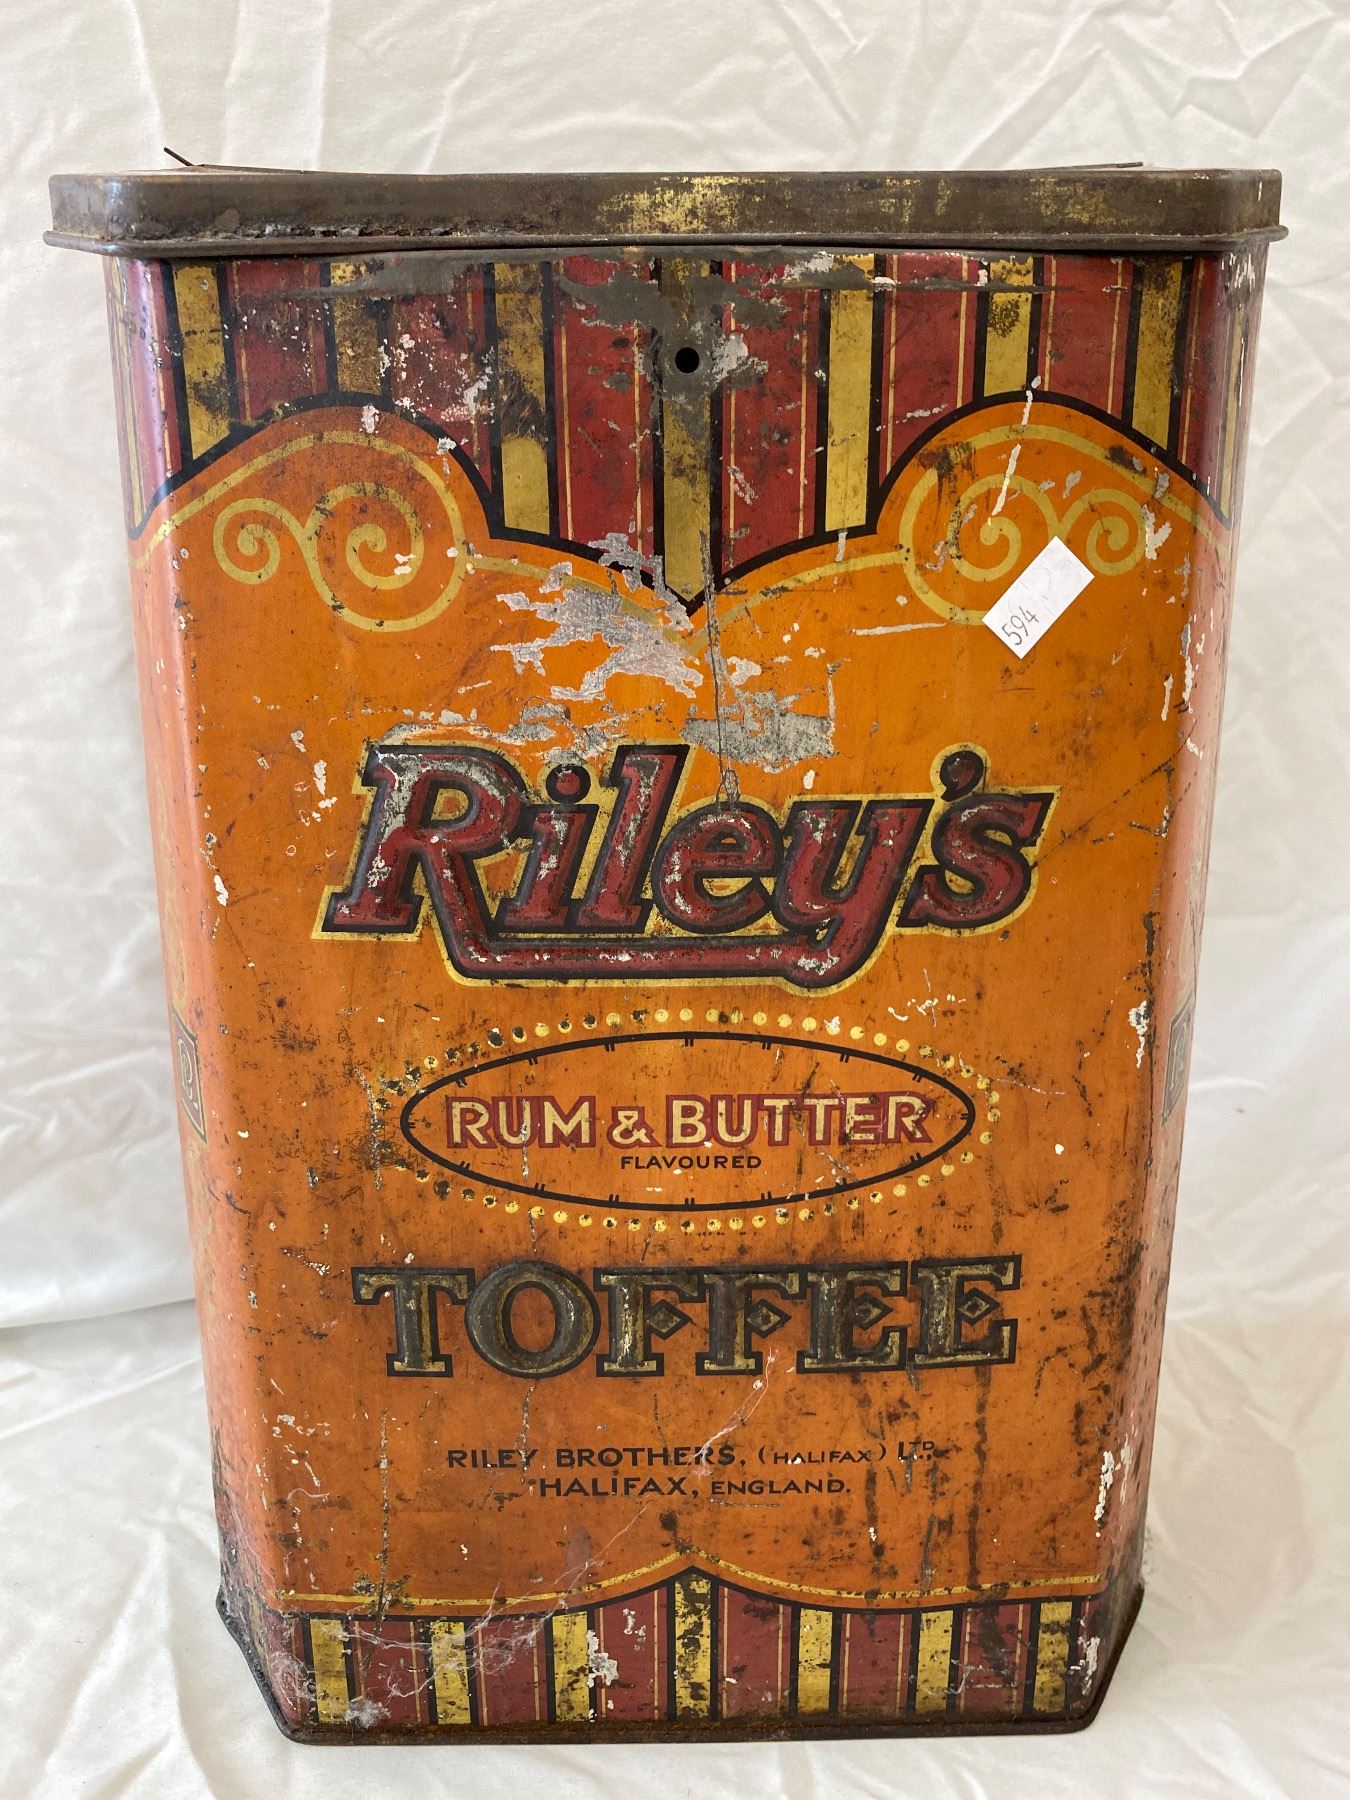 594
Riley's
RUM & BUTTER
FLAVOURED
TOFFEE
RILEY BROTHERS, (HALIFAX) LTD.,
HALIFAX, ENGLAND.